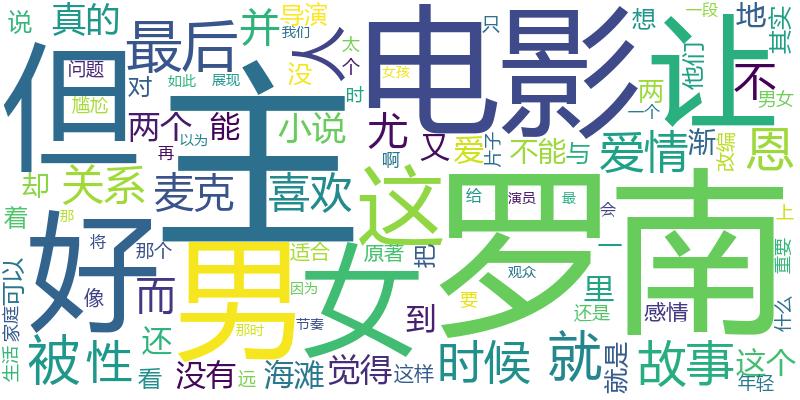 说
真的
最后
并
导演
我们
人
太
个
没
时
电影
只
想
让
地
一段
其实
他们
不
但
主
问题
尴尬
对
如此
展现
女孩
两
一个
男女
两个
能
小说
尤
又
爱
片子
不能
与
爱情
渐
改编
恩
再
以为
啊
却
关系
麦克
喜欢
这
罗南
给
演员
最
会
上
着
那
将
那个
好
男
女
适合
原著
把
观众
一
里
重要
家庭
可以
像
而
因为
要
还是
感情
什么
生活
被
性
还
看
那时
节奏
到
没有
远
海滩
觉得
这样
时候
就
就是
故事
这个
年轻